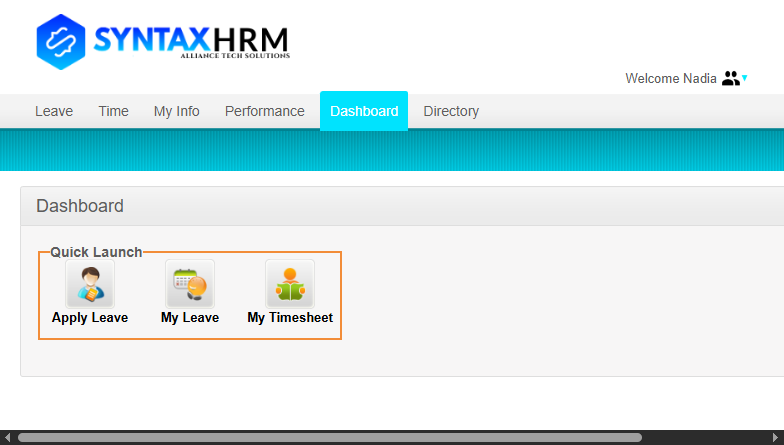 SYNTAXHRM
ALLIANCE TECH SOLUTIONS
Welcome Nadia
Leave Time My Info Performance Dashboard Directory
Dashboard
Quick Launch
Apply Leave My Leave My Timesheet